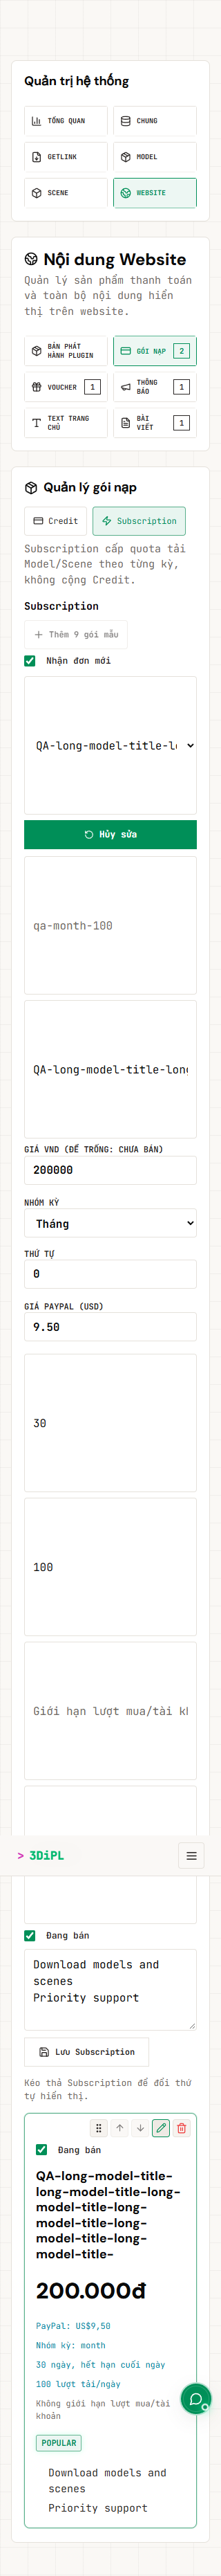 Quản trị hệ thống
TỔNG QUAN
CHUNG
GETLINK
MODEL
SCENE
WEBSITE
Nội dung Website
Quản lý sản phẩm thanh toán
và toàn bộ nội dung hiển
thị trên website.
BẢN PHÁT
HÀNH PLUGIN
GÓI NẠP 2
VOUCHER 1
THÔNG
BÁO 1
TEXT TRANG
CHỦ
BÀI
VIẾT 1
Quản lý gói nạp
Credit
Subscription
Subscription cấp quota tải
Model/Scene theo từng kỳ,
không cộng Credit.
Subscription
Thêm 9 gói mẫu
Nhận đơn mới
QA-long-model-title-lo
Hủy sửa
qa-month-100
QA-long-model-title-long
GIÁ VND (ĐỂ TRỐNG: CHƯA BÁN)
200000
NHÓM KỲ
Tháng
THỨ TỰ
0
GIÁ PAYPAL (USD)
9.50
30
100
Giới hạn lượt mua/tài kh
> 3DiPL
Đang bán
Download models and
scenes
Priority support
Lưu Subscription
Kéo thả Subscription để đổi thứ
tự hiển thị.
Đang bán
QA-long-model-title-
long-model-title-long-
model-title-long-
model-title-long-
model-title-long-
model-title-
200.000đ
PayPal: US$9,50
Nhóm kỳ: month
30 ngày, hết hạn cuối ngày
100 lượt tải/ngày
Không giới hạn lượt mua/tài
khoản
POPULAR
Download models and
scenes
Priority support